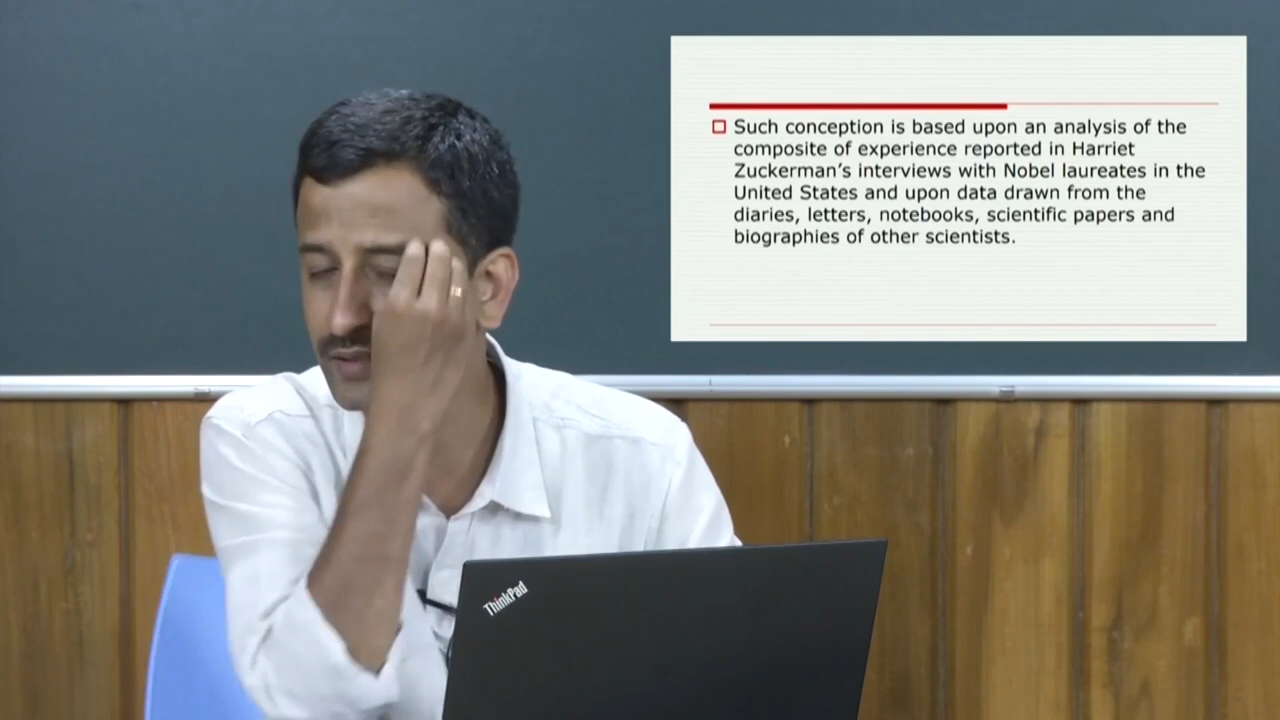 Such conception is based upon an analysis of the
composite of experience reported in Harriet
Zuckerman's interviews with Nobel laureates in the
United States and upon data drawn from the
diaries, letters, notebooks, scientific papers and
biographies of other scientists.
ThinkPad